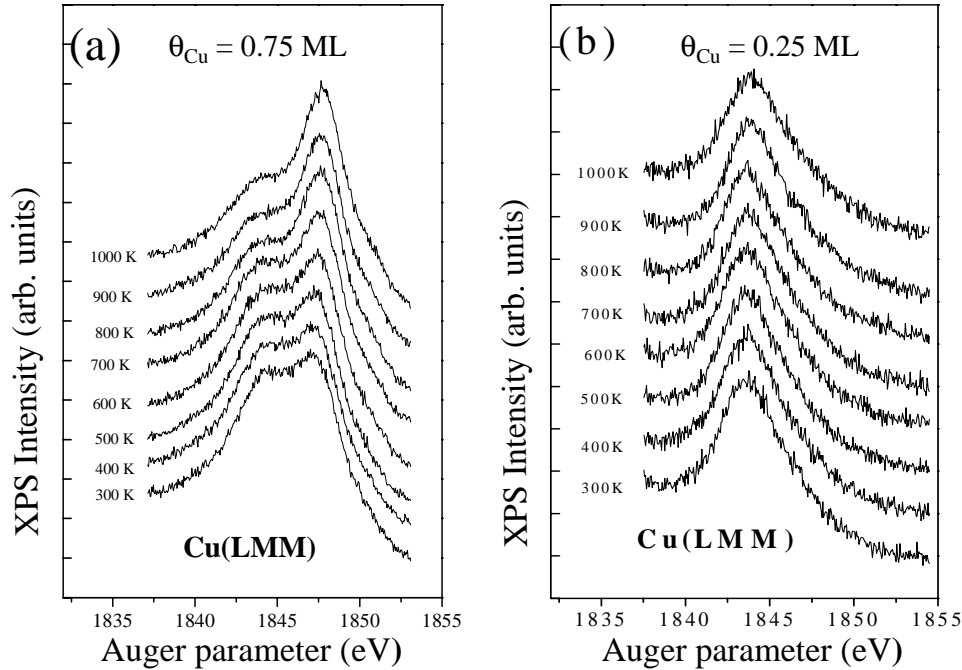 (a)
θCu = 0.75 ML
XPS Intensity (arb. units)
1000 K
900 K
800 K
700 K
600 K
500 K
400 K
300 K
Cu(LMM)
1835 1840 1845 1850 1855
Auger parameter (eV)
(b)
θCu = 0.25 ML
XPS Intensity (arb. units)
1000K
900K
800K
700K
600K
500K
400K
300K
Cu(LMM)
1835 1840 1845 1850 1855
Auger parameter (eV)